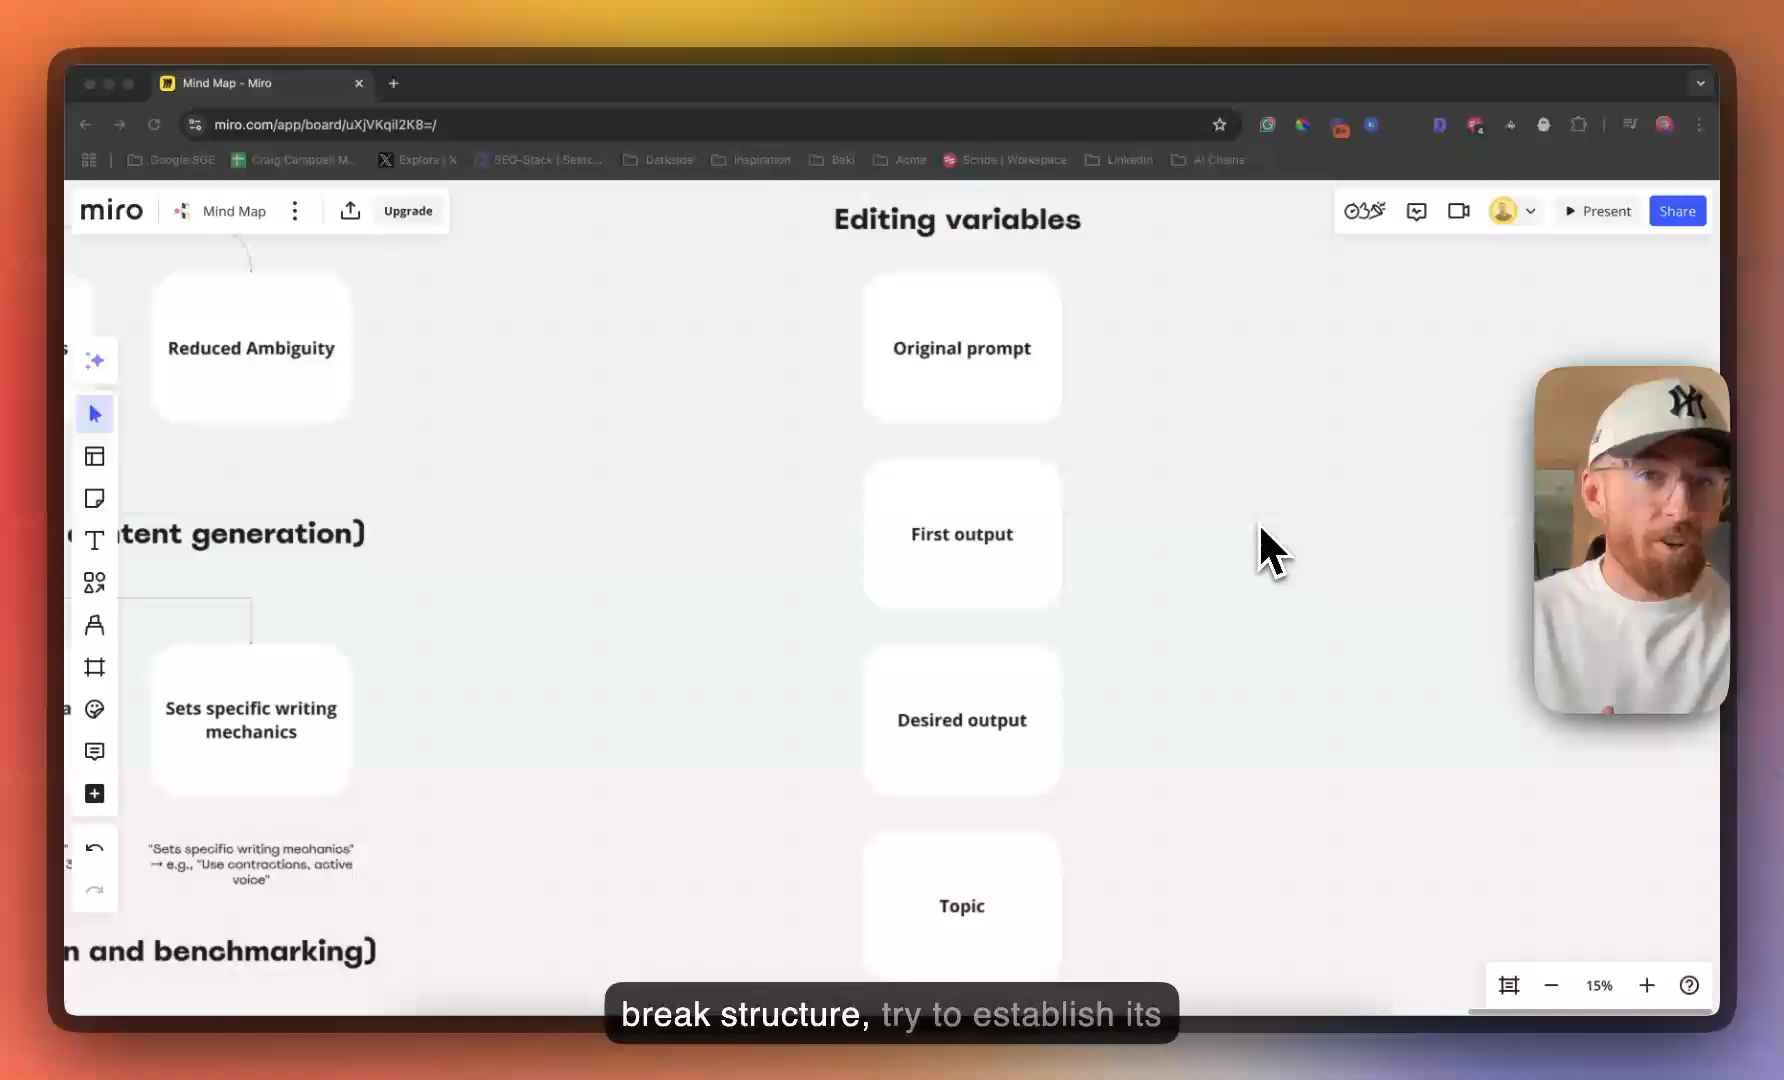 Mind Map - Miro
miro.com/app/board/uXjVKqil2K8=/
Google SGE
Craig Campbell M...
Explore | X
SEO-Stack | Searc...
Darkside
Inspiration
Beki
Acme
Scribe | Workspace
LinkedIn
AI Chains
miro
Mind Map
Upgrade
Present
Share
Editing variables
Reduced Ambiguity
Original prompt
First output
tent generation)
Sets specific writing
mechanics
Desired output
"Sets specific writing mechanics"
→ e.g., "Use contractions, active
voice"
Topic
n and benchmarking)
15%
break structure, try to establish its